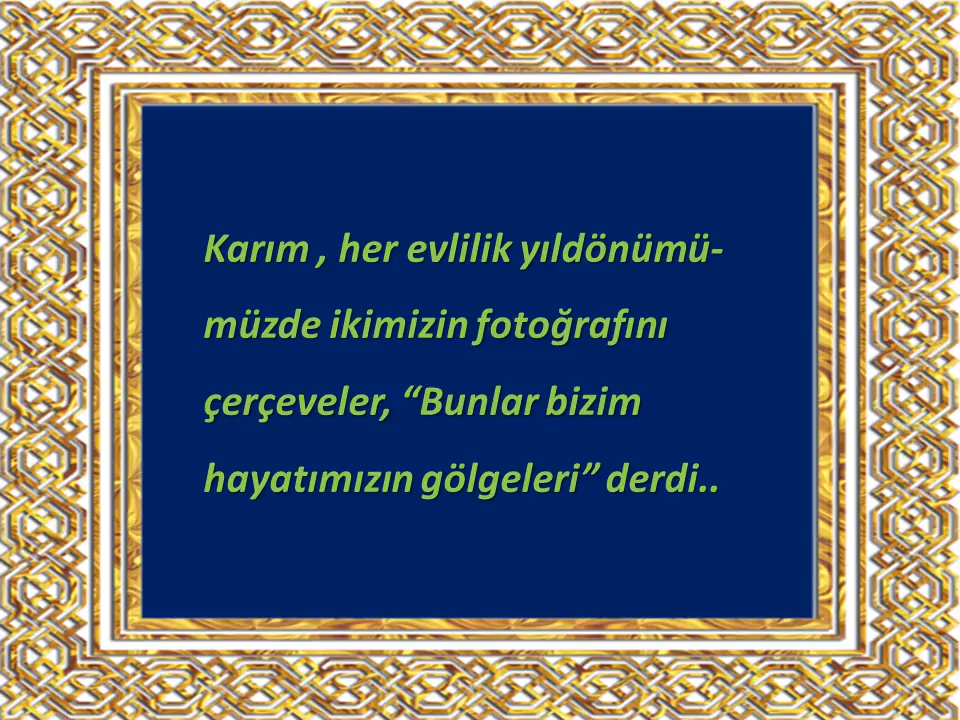 Karım , her evlilik yıldönümü-
müzde ikimizin fotoğrafını
çerçeveler, “Bunlar bizim
hayatımızın gölgeleri” derdi..